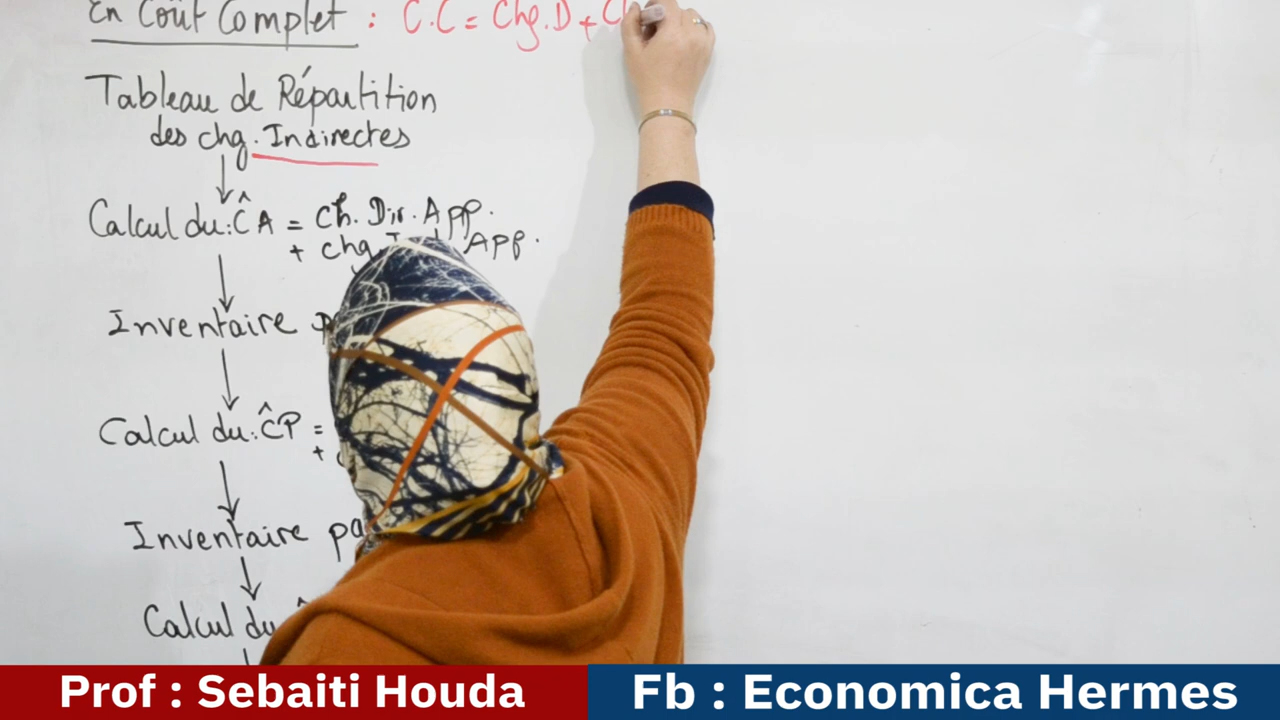 En Coût Complet : C.C = Chg.D + Ch
Tableau de Répartition
des chg. Indirectes
Calcul du: ĈA = Ch. Dir. App.
+ chg. App.
Inventaire
Calcul du: ĈP =
+
Inventaire pa
Calcul du
Prof : Sebaiti Houda
Fb : Economica Hermes